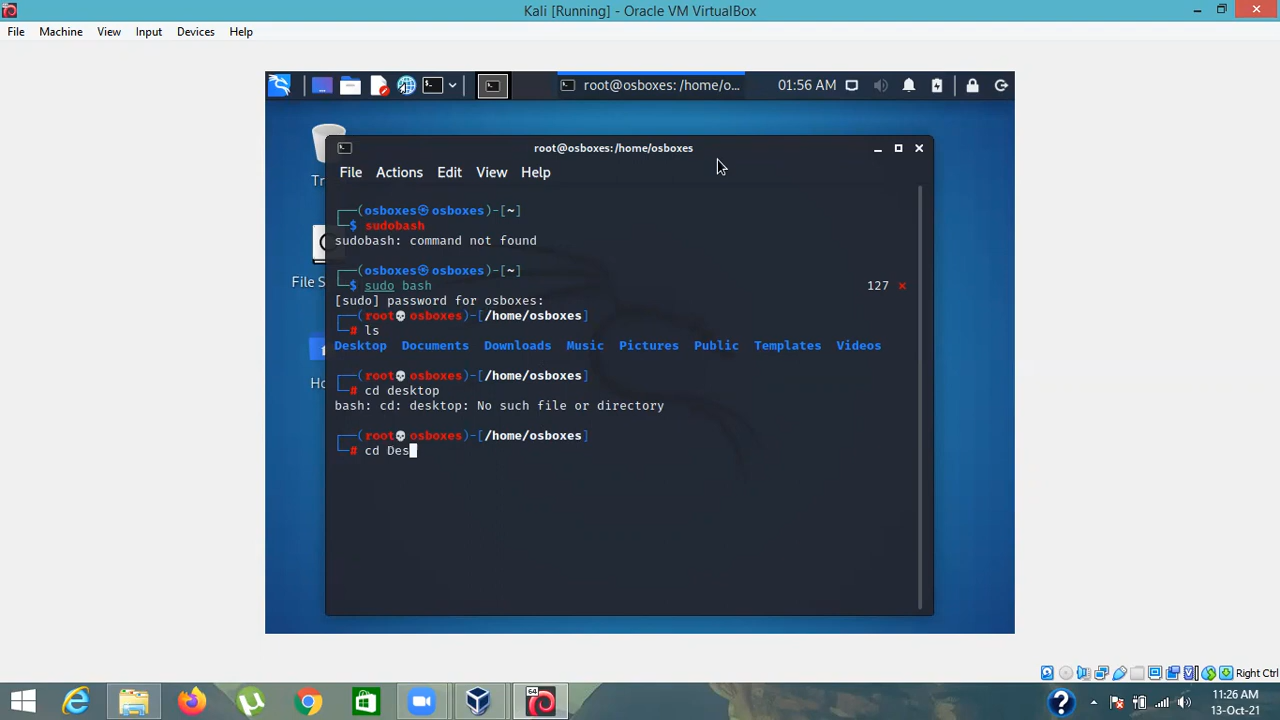 Kali [Running] - Oracle VM VirtualBox
File Machine View Input Devices Help
root@osboxes: /home/o... 01:56 AM
root@osboxes:/home/osboxes
File Actions Edit View Help
┌──(osboxes㉿osboxes)-[~]
└─$ sudobash
sudobash: command not found
┌──(osboxes㉿osboxes)-[~]
└─$ sudo bash 127 ⨯
[sudo] password for osboxes:
┌──(root💀osboxes)-[/home/osboxes]
└─# ls
Desktop Documents Downloads Music Pictures Public Templates Videos
┌──(root💀osboxes)-[/home/osboxes]
└─# cd desktop
bash: cd: desktop: No such file or directory
┌──(root💀osboxes)-[/home/osboxes]
└─# cd Des
Tr
File S
Ho
Right Ctrl
64
11:26 AM
13-Oct-21